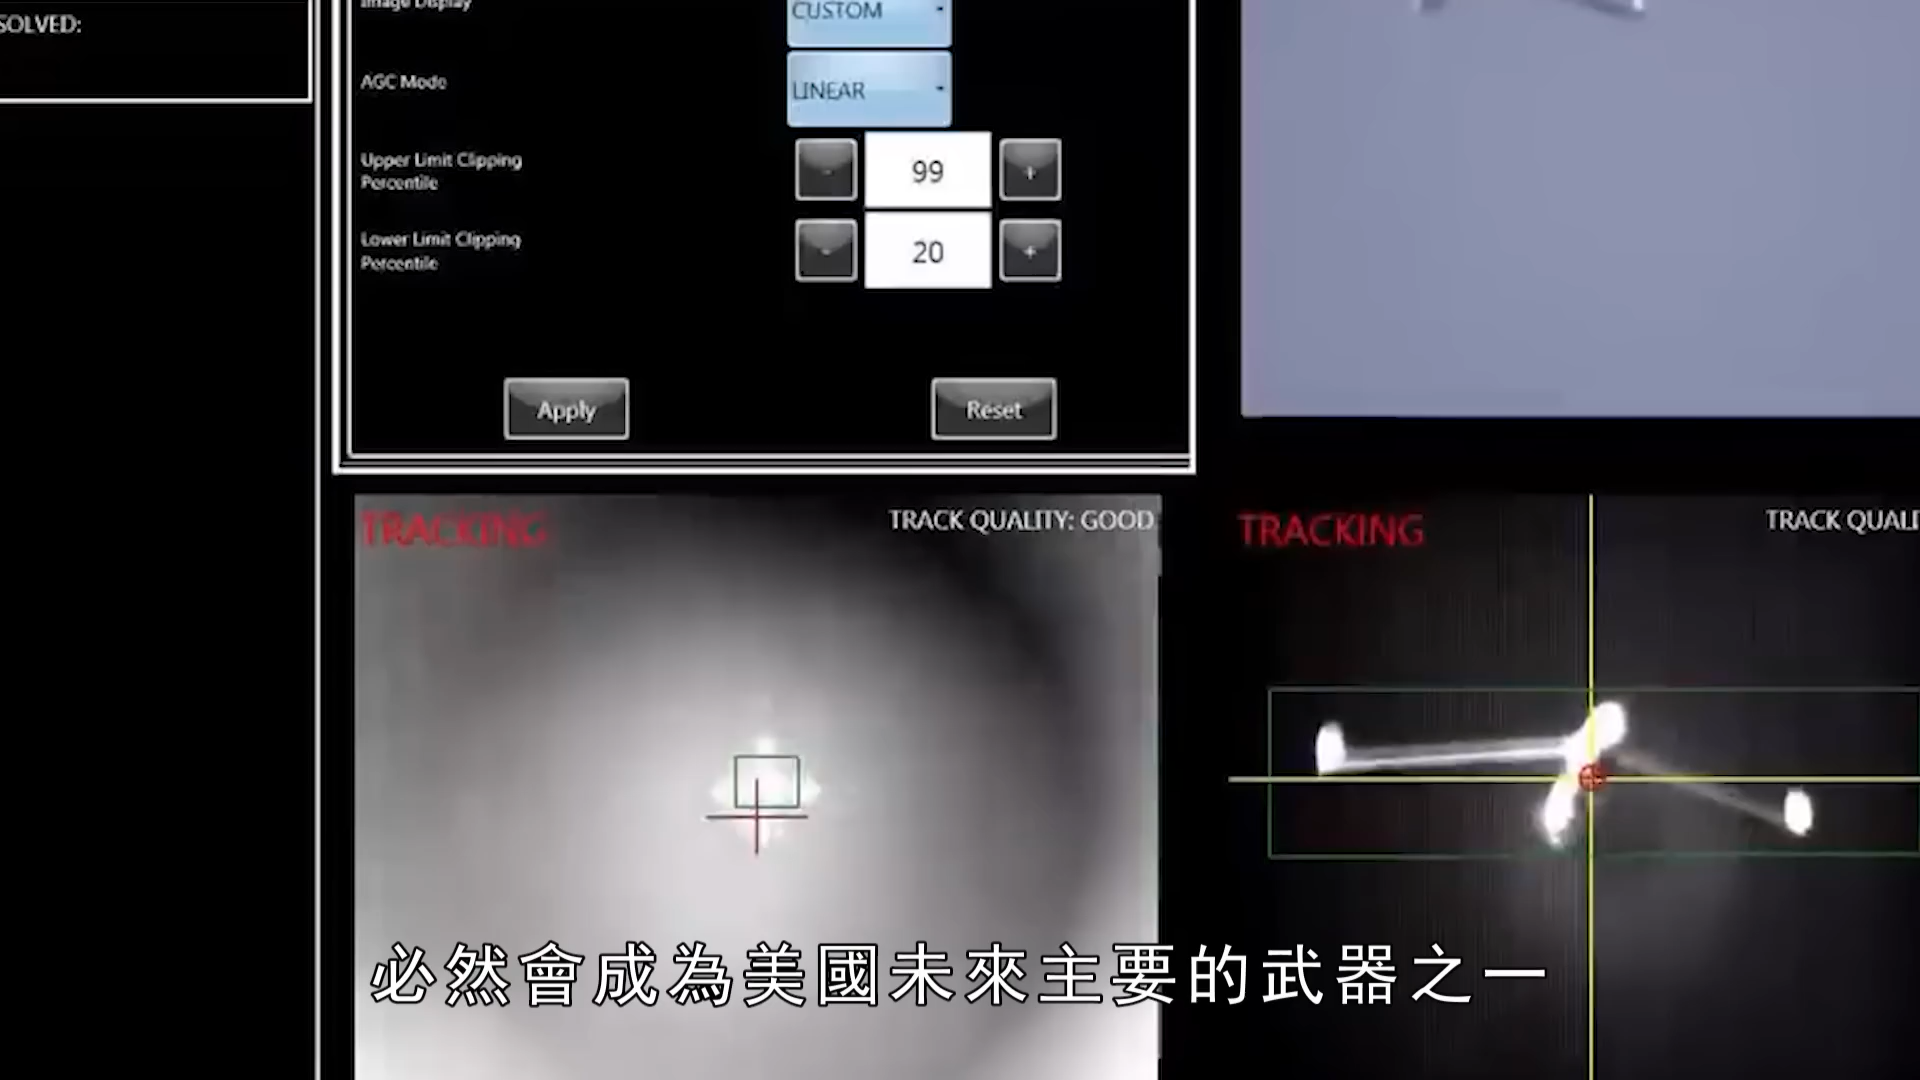 SOLVED:
Image Display
CUSTOM
AGC Mode
LINEAR
Upper Limit Clipping
Percentile
-
99
+
Lower Limit Clipping
Percentile
-
20
+
Apply
Reset
TRACKING
TRACK QUALITY: GOOD
TRACKING
TRACK QUALI
必然會成為美國未來主要的武器之一